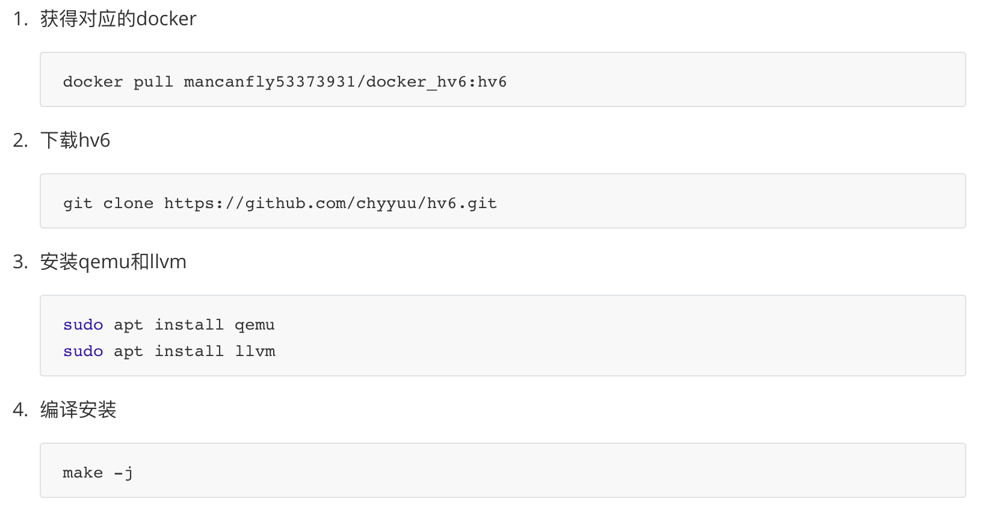 1. 获得对应的docker
docker pull mancanfly53373931/docker_hv6:hv6
2. 下载hv6
git clone https://github.com/chyyuu/hv6.git
3. 安装qemu和llvm
sudo apt install qemu
sudo apt install llvm
4. 编译安装
make -j